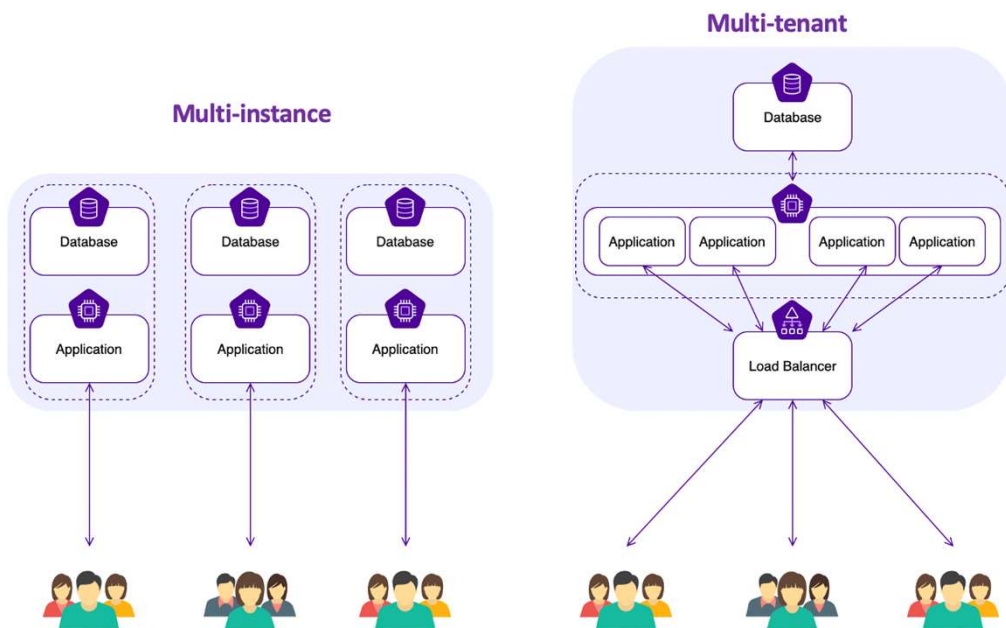 Multi-instance
Database
Database
Database
Application
Application
Application
Multi-tenant
Database
Application
Application
Application
Application
Load Balancer